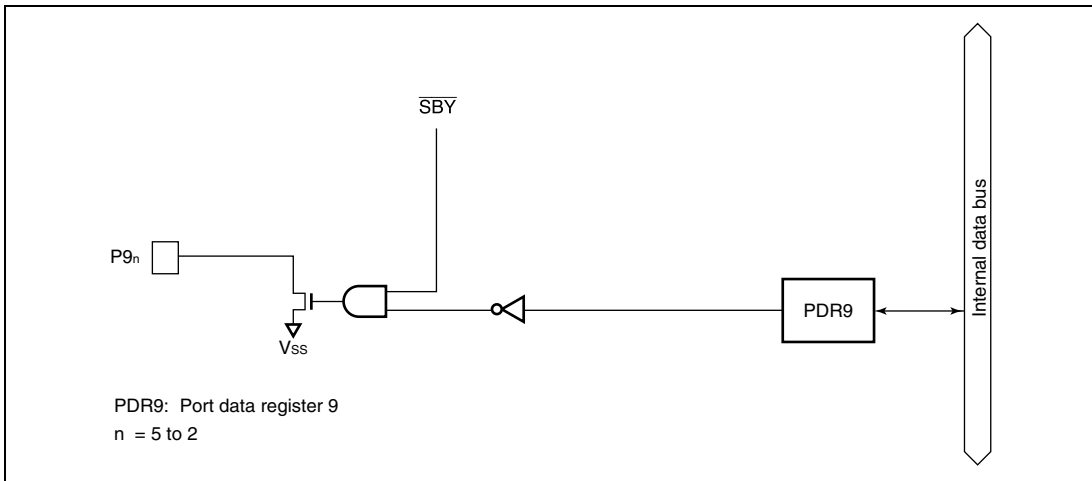 SBY
P9n
VSS
PDR9
Internal data bus
PDR9: Port data register 9
n = 5 to 2